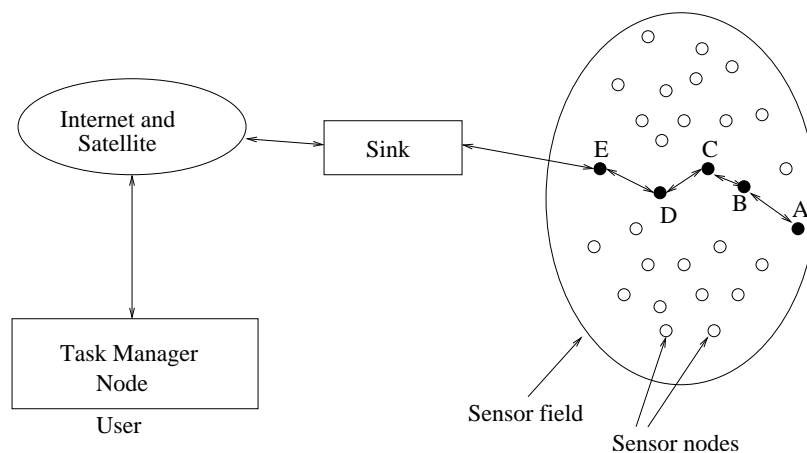 Internet and
Satellite
Sink
E
D
C
B
A
Task Manager
Node
User
Sensor field
Sensor nodes